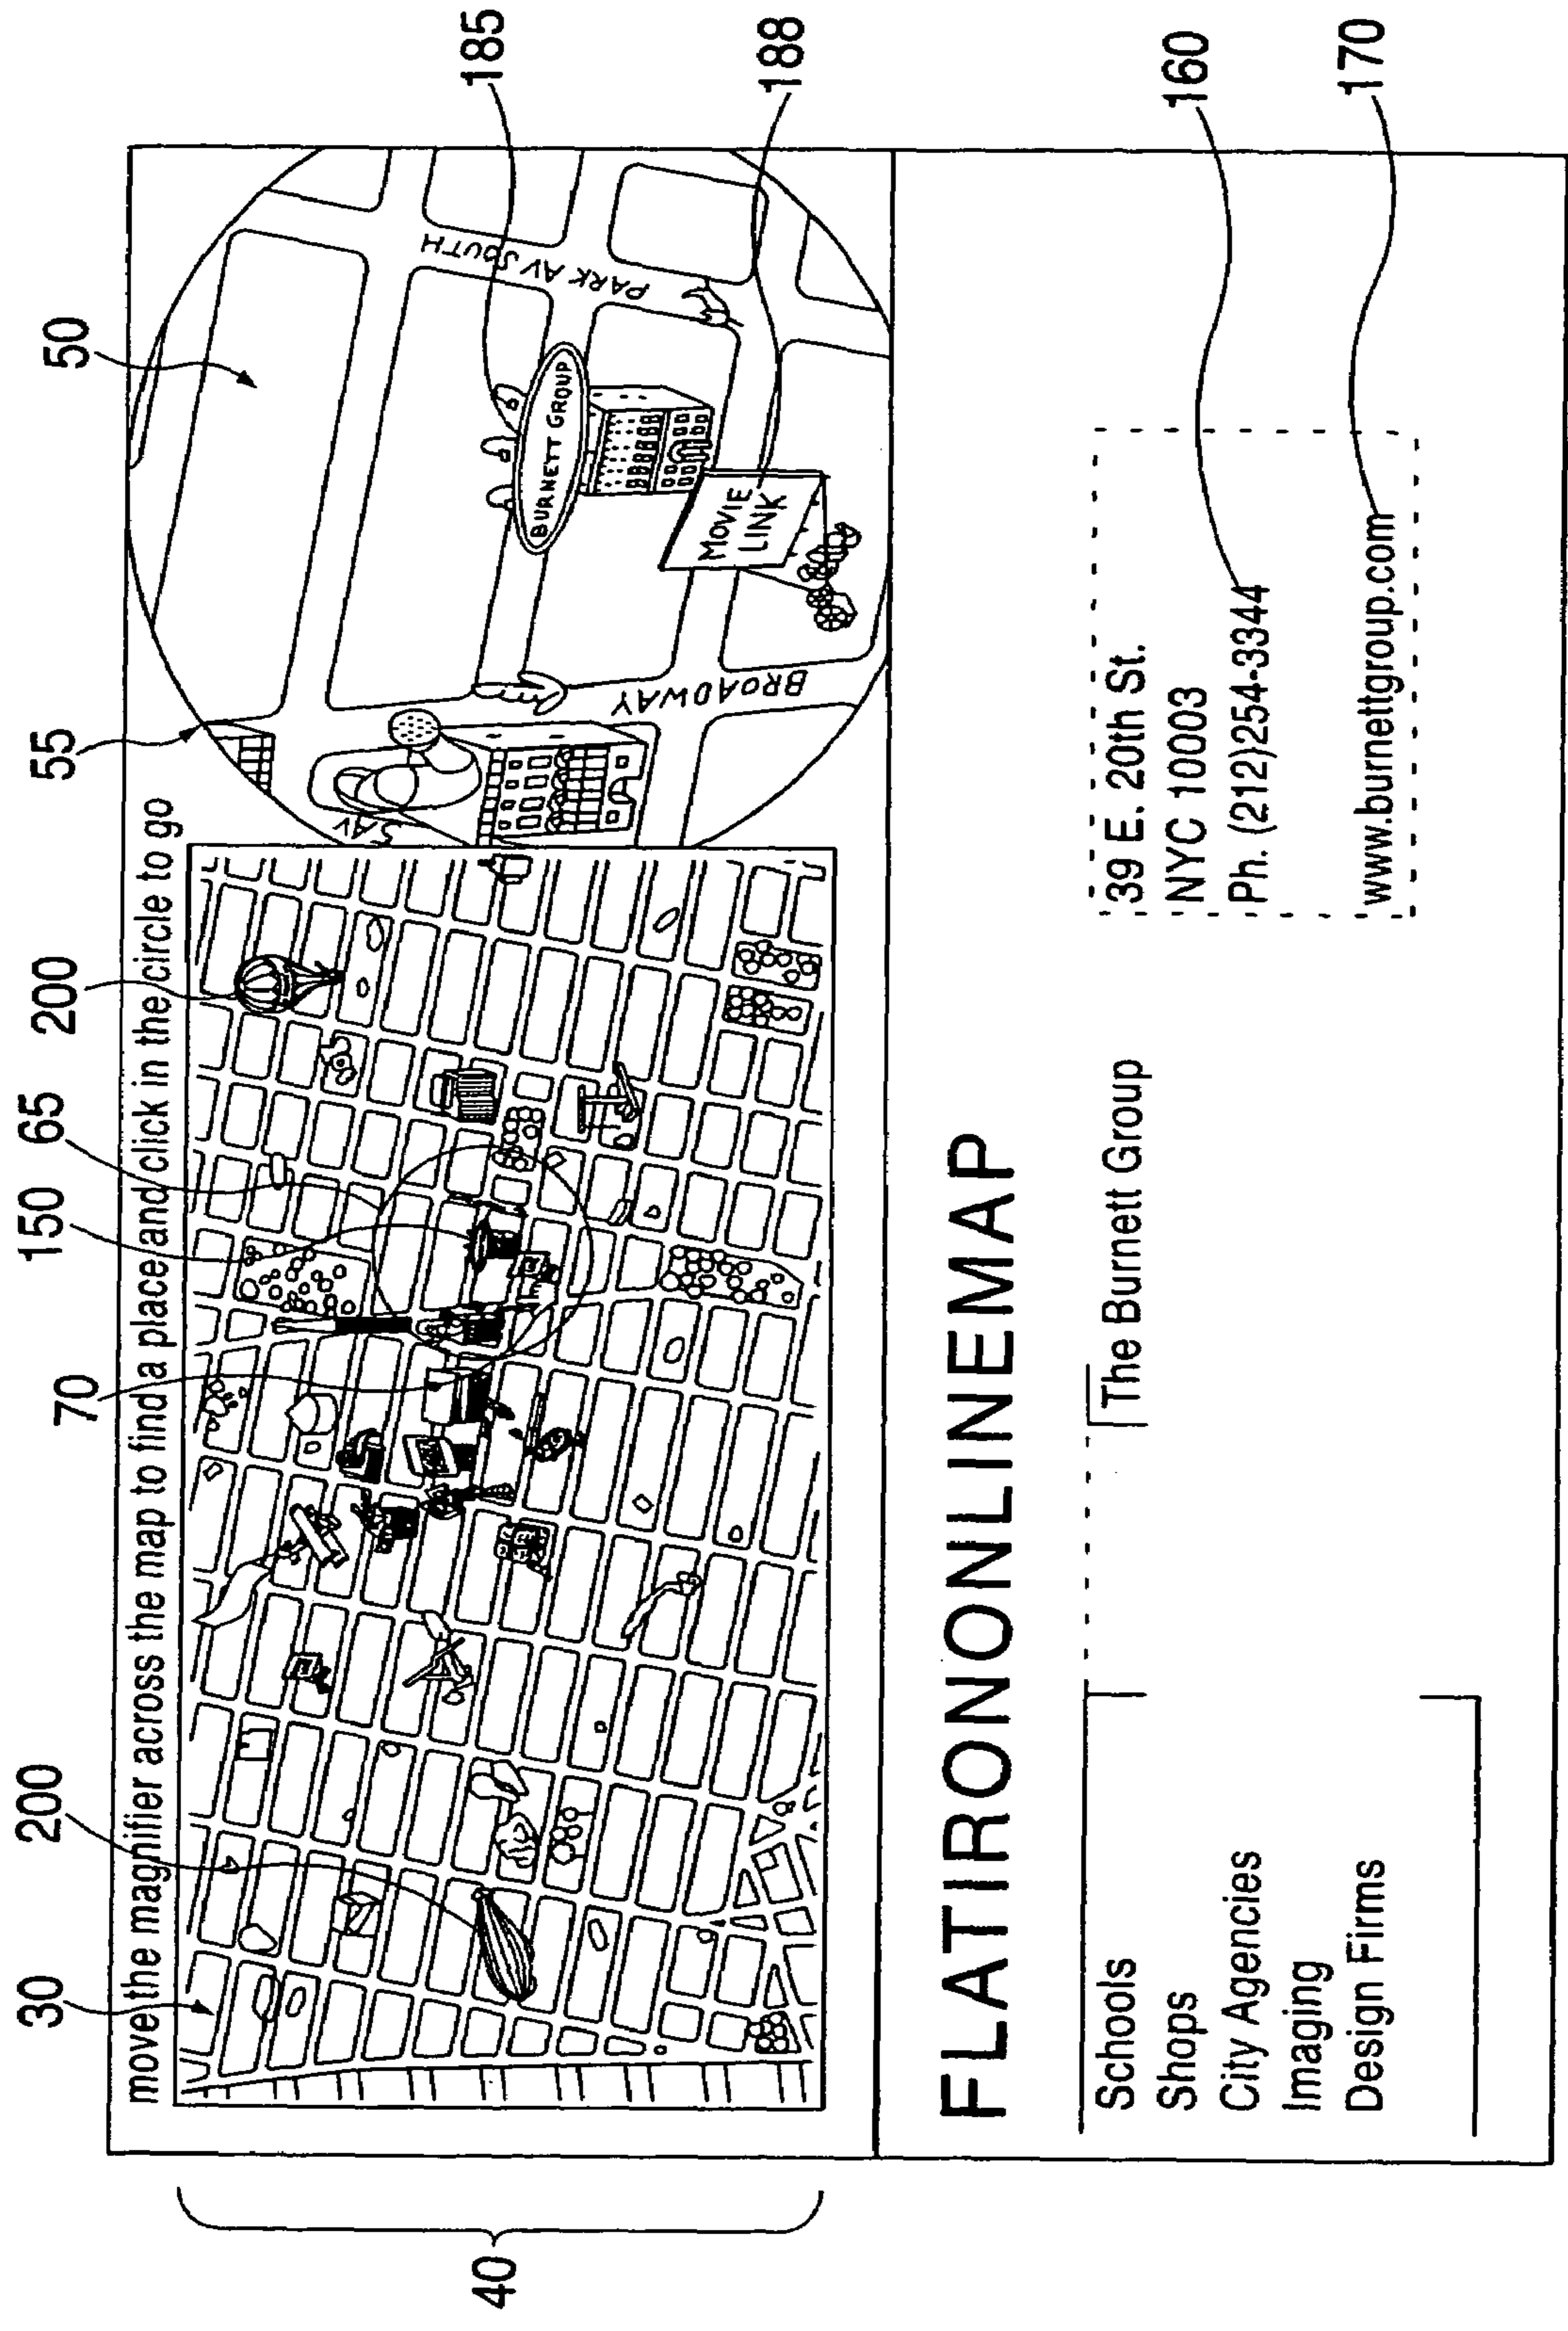 30
200
70
150
65
200
55
50
185
188
160
170
40
move the magnifier across the map to find a place and click in the circle to go
5AV
BROADWAY
PARK AV SOUTH
BURNETT GROUP
MOVIE
LINK
FLATIRONONLINEMAP
Schools
Shops
City Agencies
Imaging
Design Firms
The Burnett Group
39 E. 20th St.
NYC 10003
Ph. (212)254-3344
www.burnettgroup.com